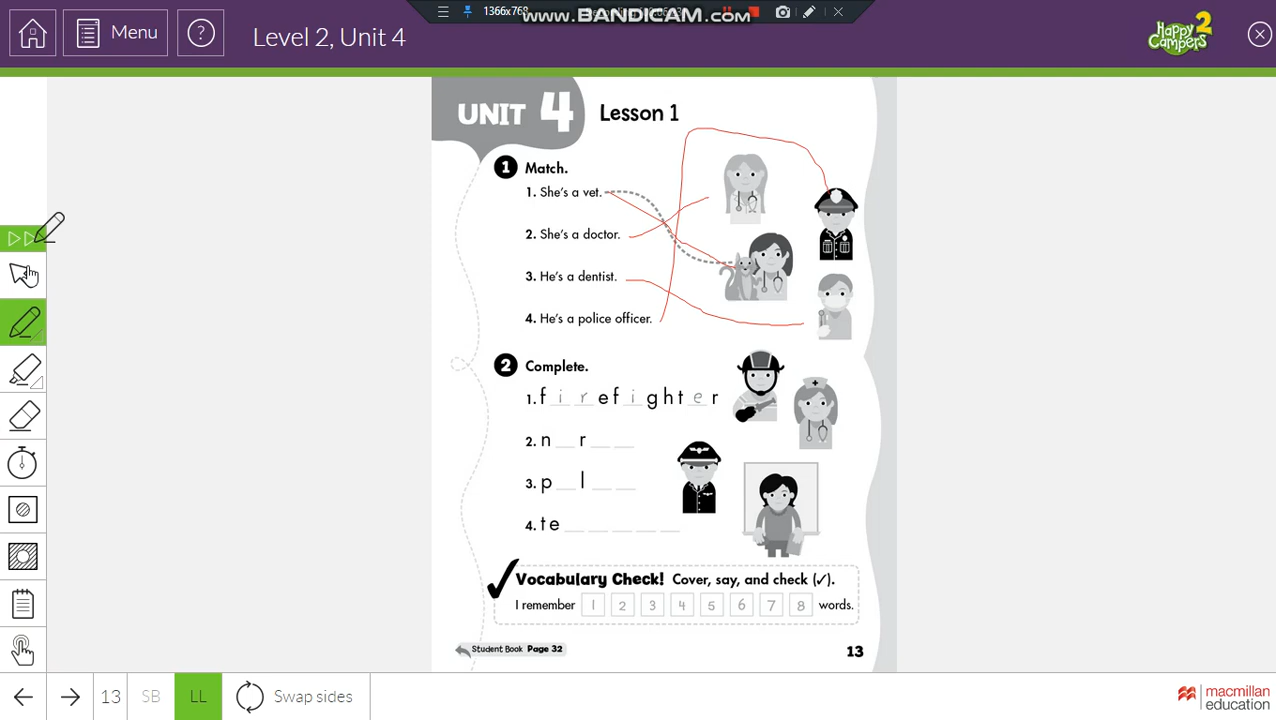 1366x768
www.BANDICAM.com
Menu
?
Level 2, Unit 4
Happy Campers 2
UNIT 4
Lesson 1
1 Match.
1. She's a vet.
2. She's a doctor.
3. He's a dentist.
4. He's a police officer.
2 Complete.
1. f i r e f i g h t e r
2. n _ r _ _
3. p _ l _ _
4. t e _ _ _ _ _
✓ Vocabulary Check! Cover, say, and check (✓).
I remember 1 2 3 4 5 6 7 8 words.
Student Book Page 32
13
13
SB
LL
Swap sides
macmillan
education